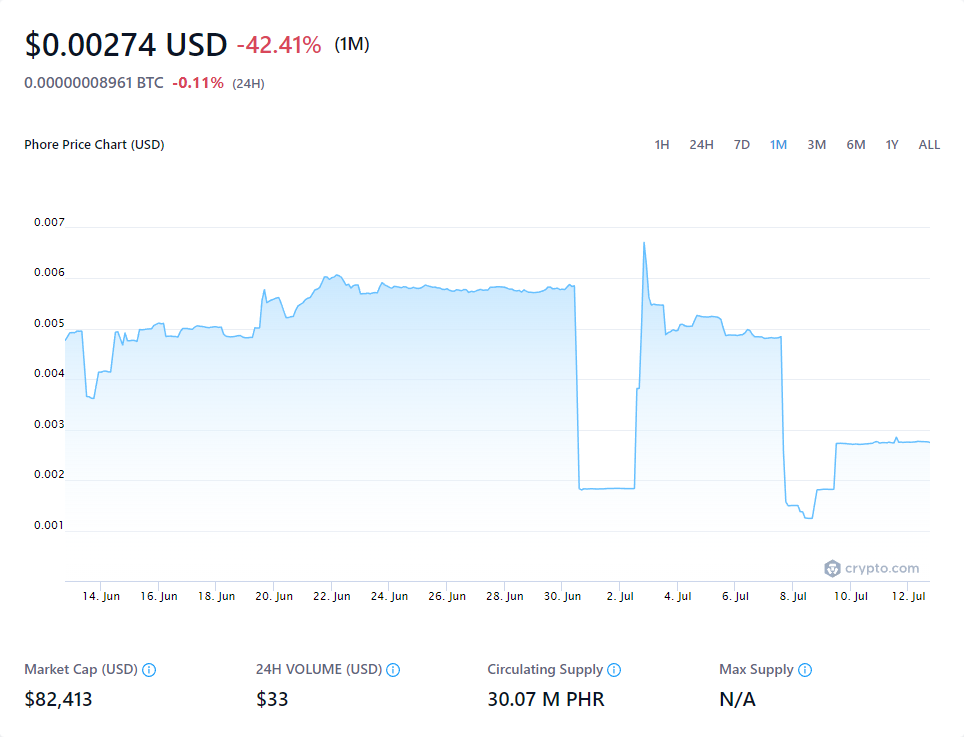 $0.00274 USD -42.41% (1M)
0.00000008961 BTC -0.11% (24H)
Phore Price Chart (USD) 1H 24H 7D 1M 3M 6M 1Y ALL
0.007
0.006
0.005
0.004
0.003
0.002
0.001
crypto.com
14. Jun 16. Jun 18. Jun 20. Jun 22. Jun 24. Jun 26. Jun 28. Jun 30. Jun 2. Jul 4. Jul 6. Jul 8. Jul 10. Jul 12. Jul
Market Cap (USD) 24H VOLUME (USD) Circulating Supply Max Supply
$82,413 $33 30.07 M PHR N/A